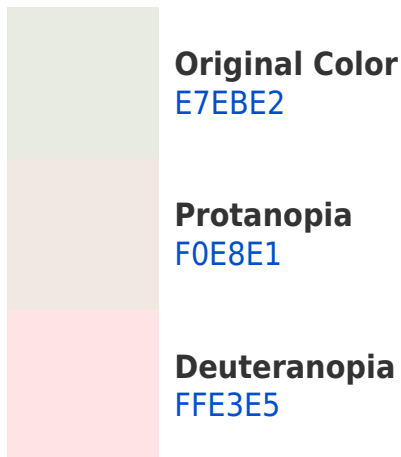 Original Color
E7EBE2
Protanopia
F0E8E1
Deuteranopia
FFE3E5